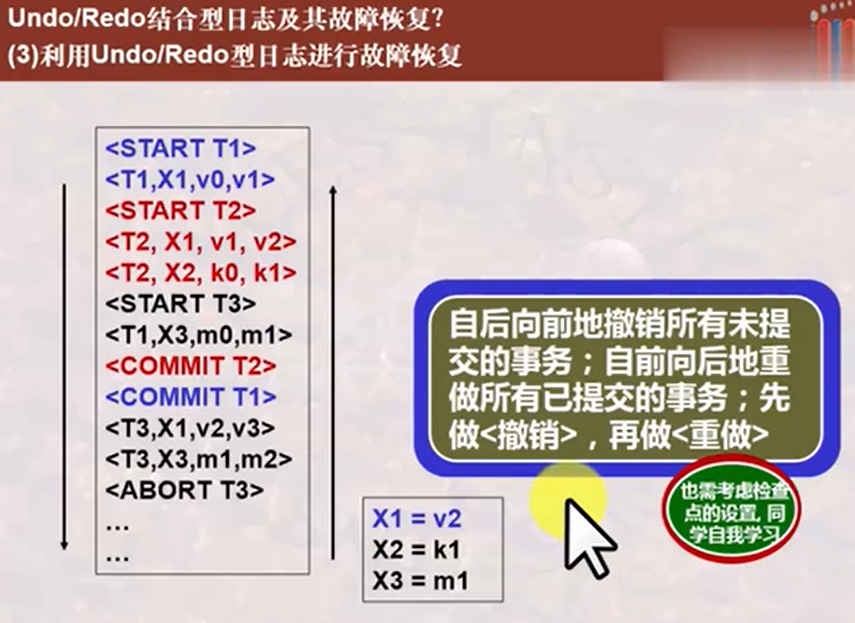 Undo/Redo结合型日志及其故障恢复？
(3)利用Undo/Redo型日志进行故障恢复
<START T1>
<T1,X1,v0,v1>
<START T2>
<T2, X1, v1, v2>
<T2, X2, k0, k1>
<START T3>
<T1,X3,m0,m1>
<COMMIT T2>
<COMMIT T1>
<T3,X1,v2,v3>
<T3,X3,m1,m2>
<ABORT T3>
…
…
自后向前地撤销所有未提
交的事务；自前向后地重
做所有已提交的事务；先
做<撤销>，再做<重做>
也需考虑检查
点的设置, 同
学自我学习
X1 = v2
X2 = k1
X3 = m1